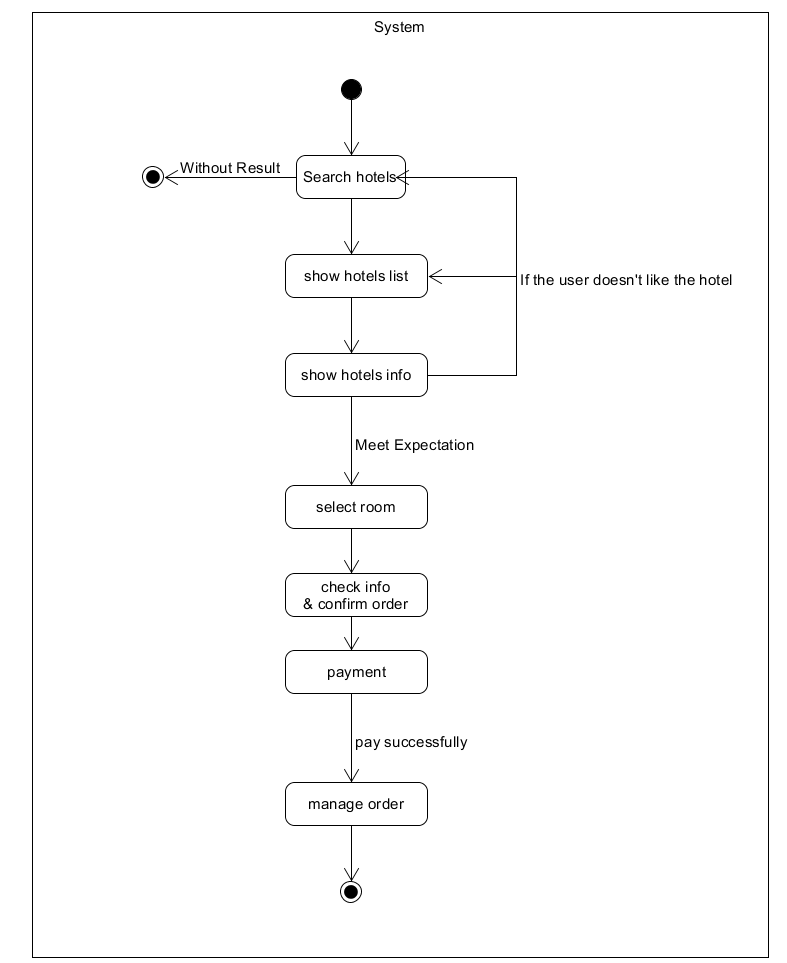 System
Without Result
Search hotels
show hotels list
If the user doesn't like the hotel
show hotels info
Meet Expectation
select room
check info
& confirm order
payment
pay successfully
manage order